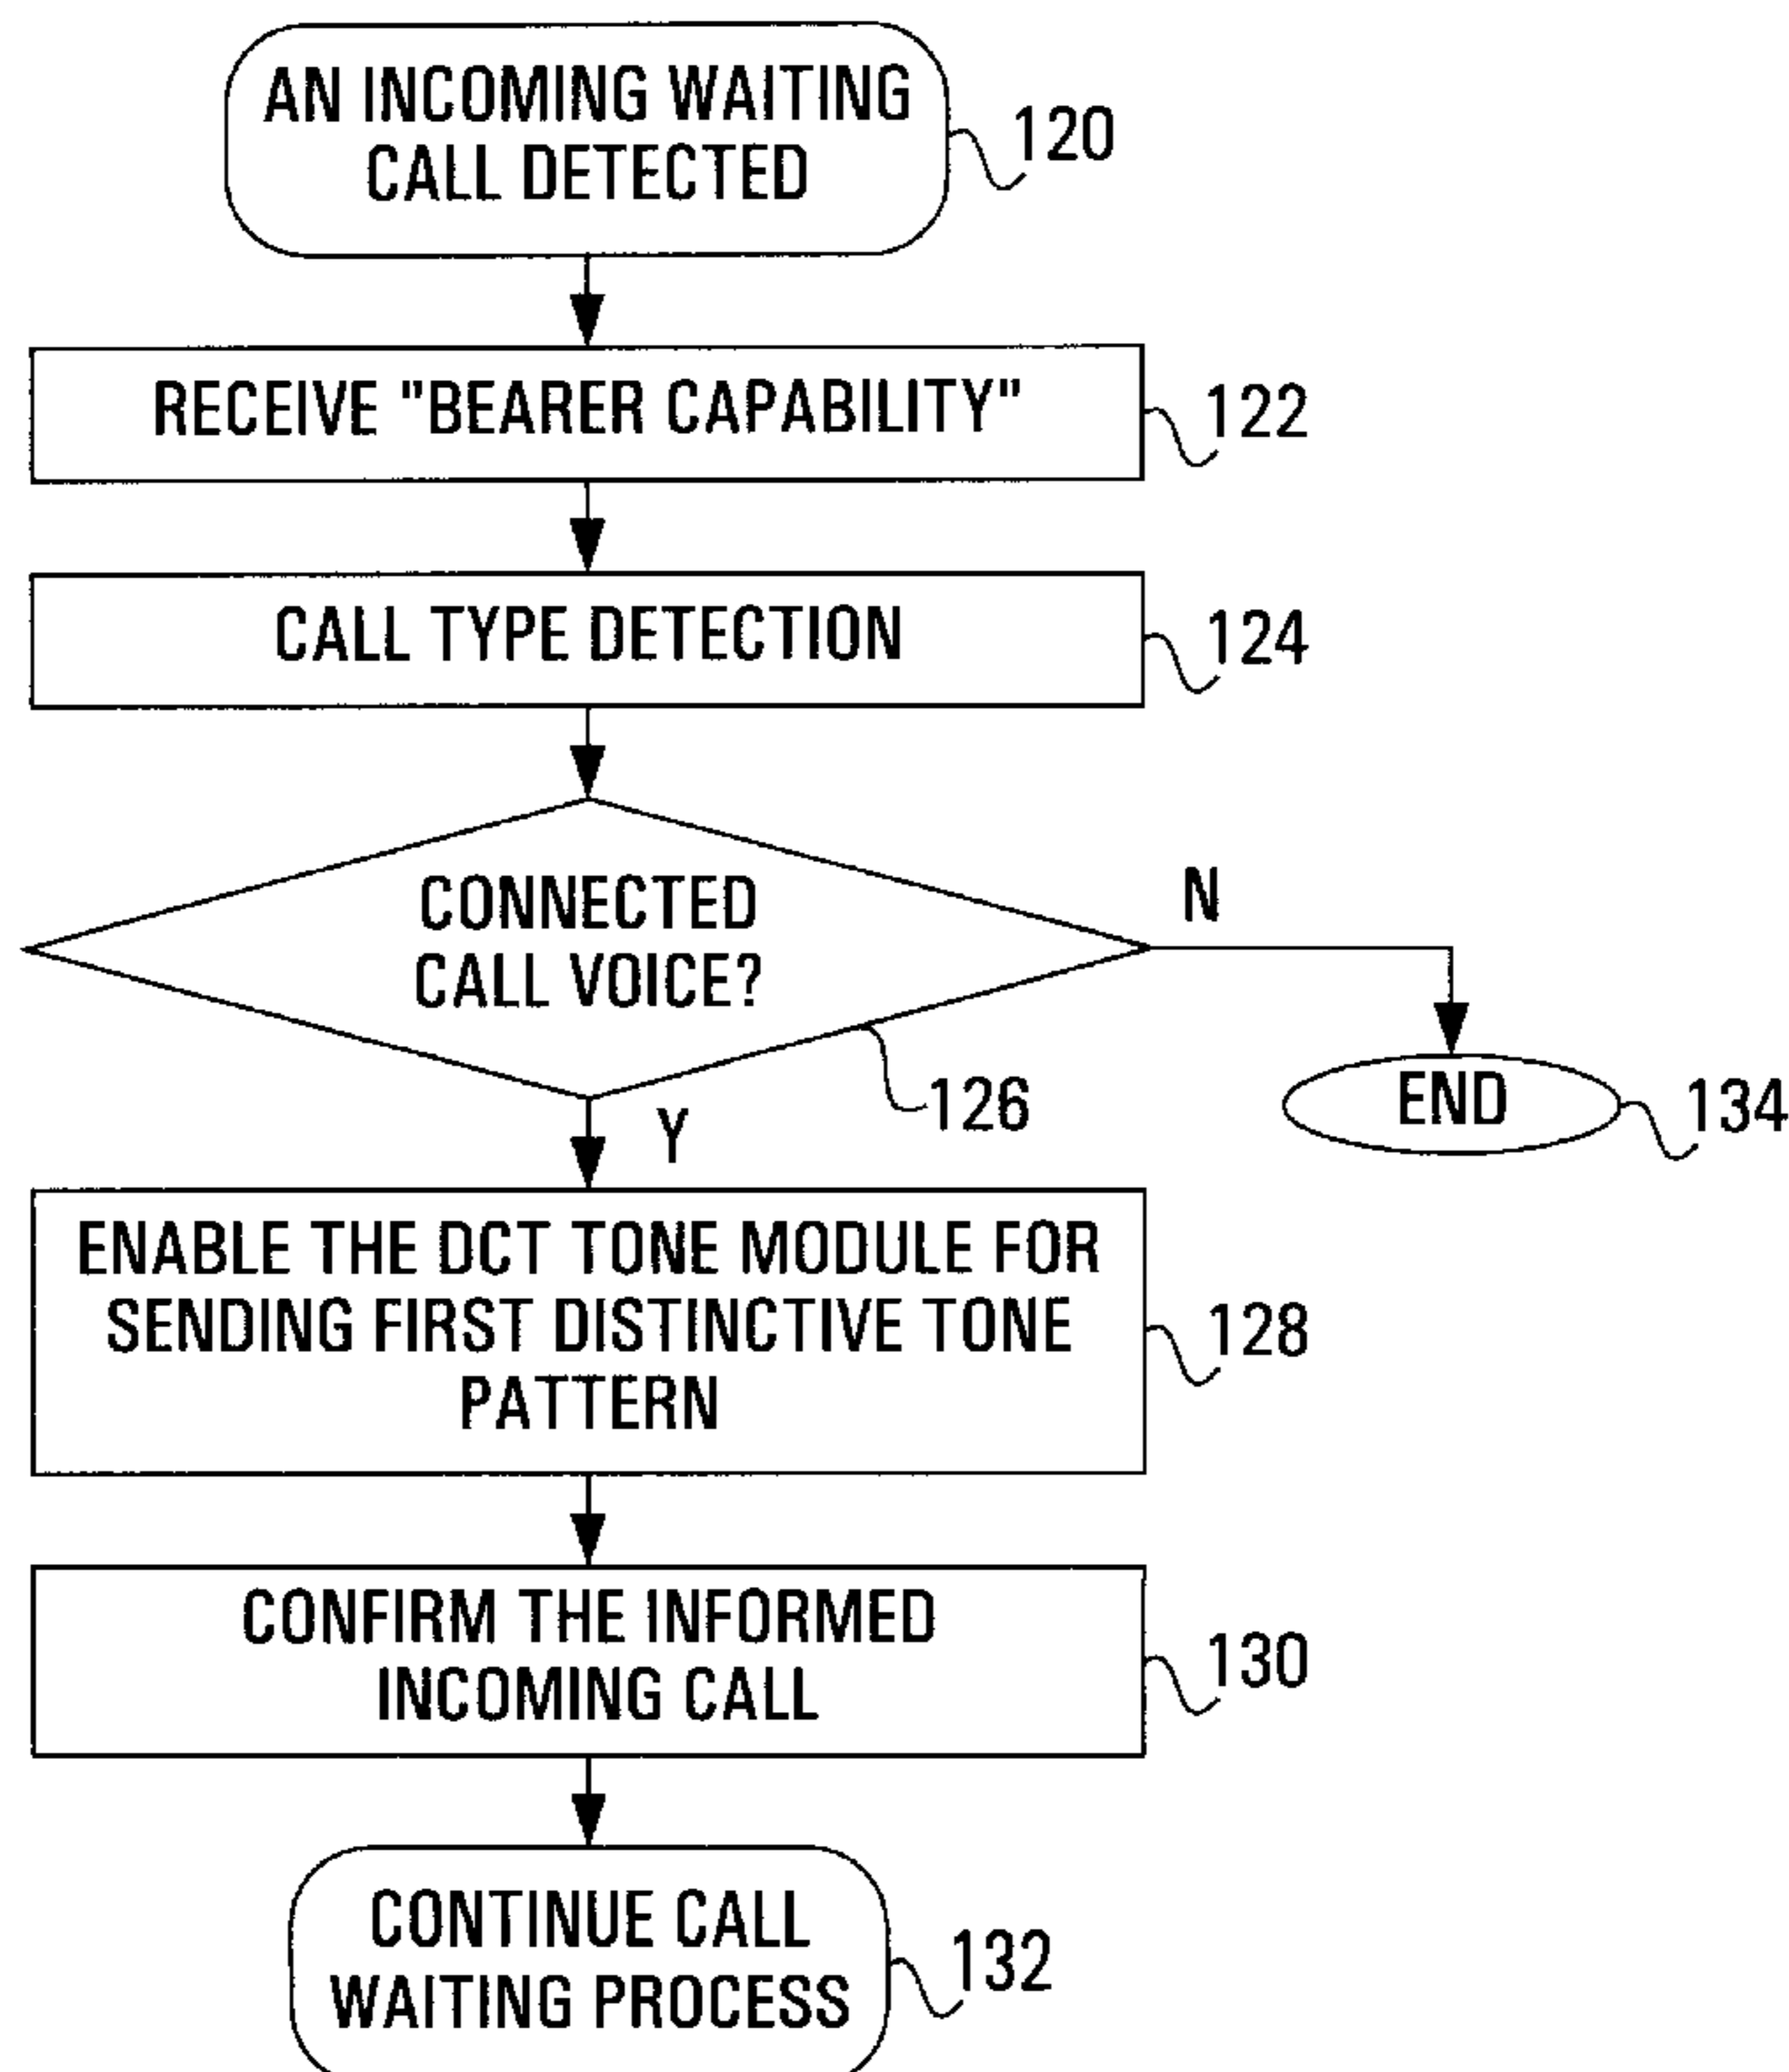 AN INCOMING WAITING
CALL DETECTED
120
RECEIVE "BEARER CAPABILITY"
122
CALL TYPE DETECTION
124
CONNECTED
CALL VOICE?
N
126
Y
END
134
ENABLE THE DCT TONE MODULE FOR
SENDING FIRST DISTINCTIVE TONE
PATTERN
128
CONFIRM THE INFORMED
INCOMING CALL
130
CONTINUE CALL
WAITING PROCESS
132